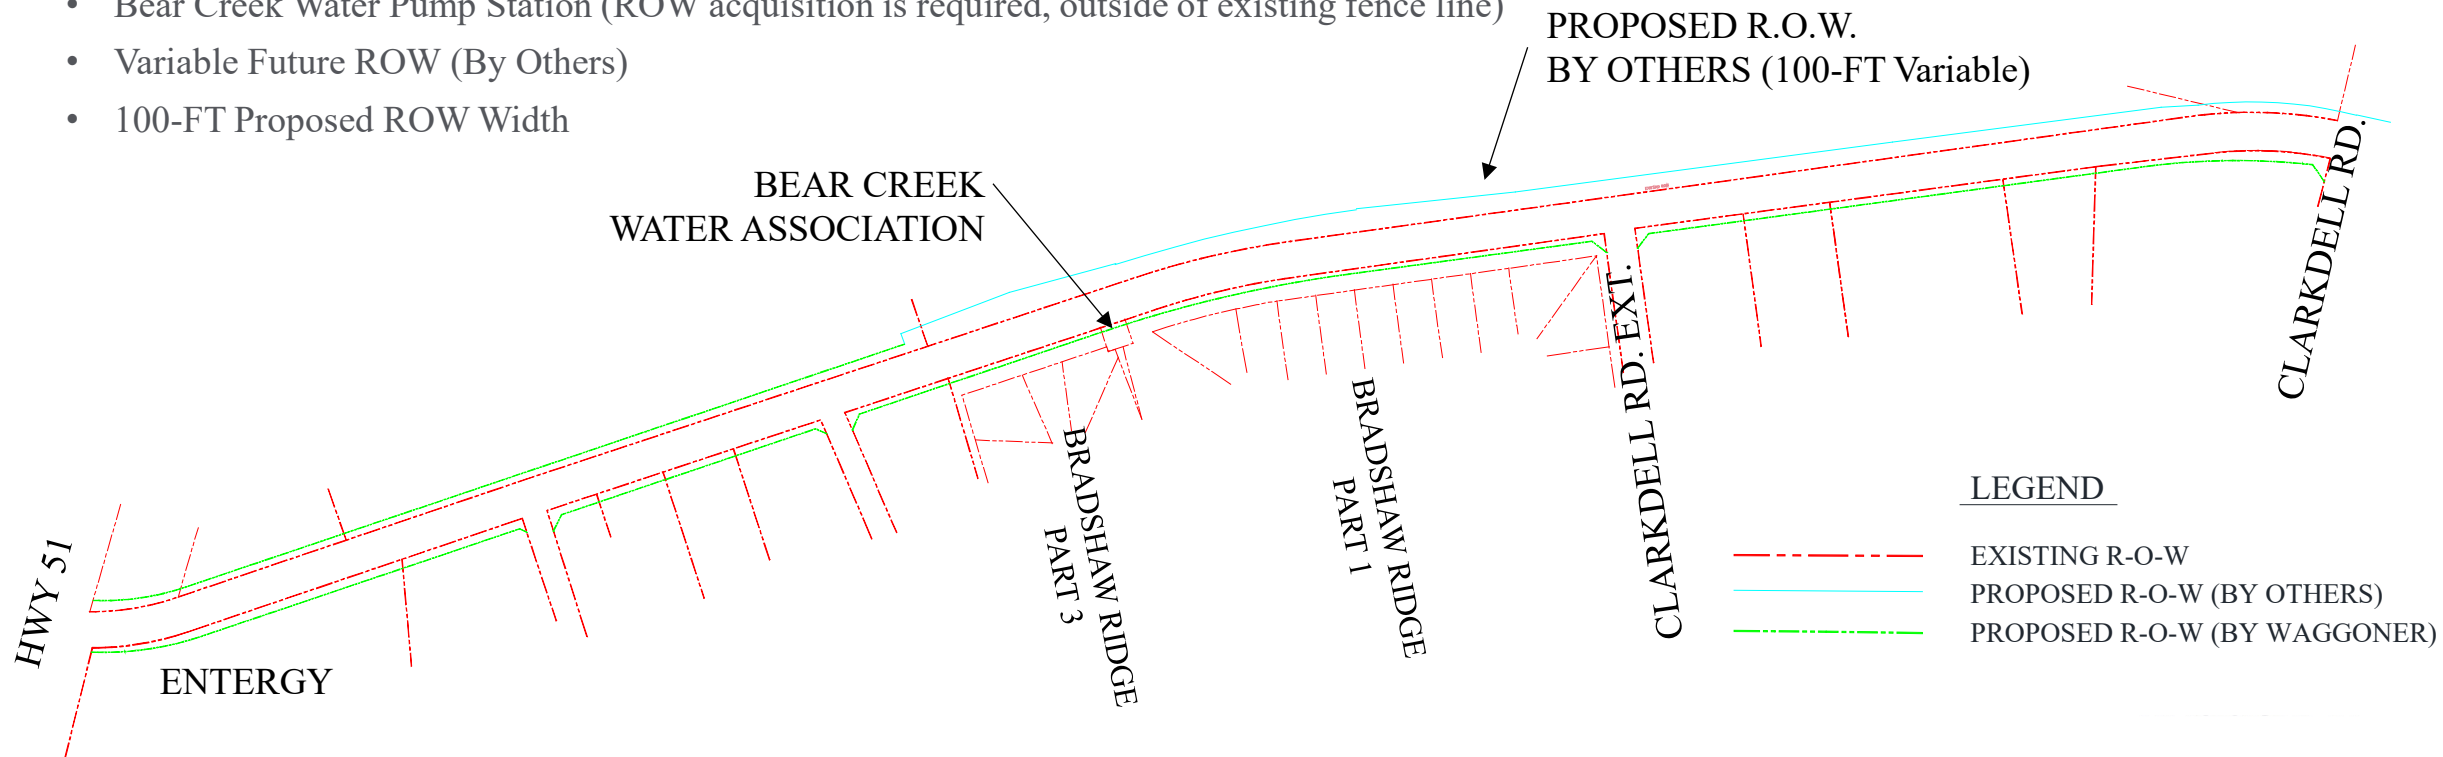 • Bear Creek Water Pump Station (ROW acquisition is required, outside of existing fence line)
• Variable Future ROW (By Others)
• 100-FT Proposed ROW Width
PROPOSED R.O.W.
BY OTHERS (100-FT Variable)
BEAR CREEK
WATER ASSOCIATION
CLARKDELL RD.
CLARKDELL RD. EXT.
BRADSHAW RIDGE
PART 1
BRADSHAW RIDGE
PART 3
HWY 51
ENTERGY
LEGEND
EXISTING R-O-W
PROPOSED R-O-W (BY OTHERS)
PROPOSED R-O-W (BY WAGGONER)